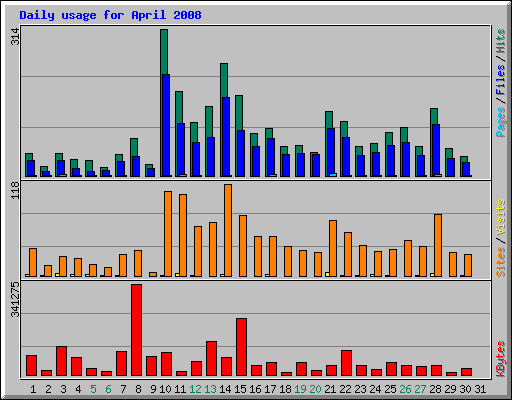 Daily usage for April 2008
314
Pages / Files / Hits
118
Sites / Visits
341275
KBytes
1 2 3 4 5 6 7 8 9 10 11 12 13 14 15 16 17 18 19 20 21 22 23 24 25 26 27 28 29 30 31